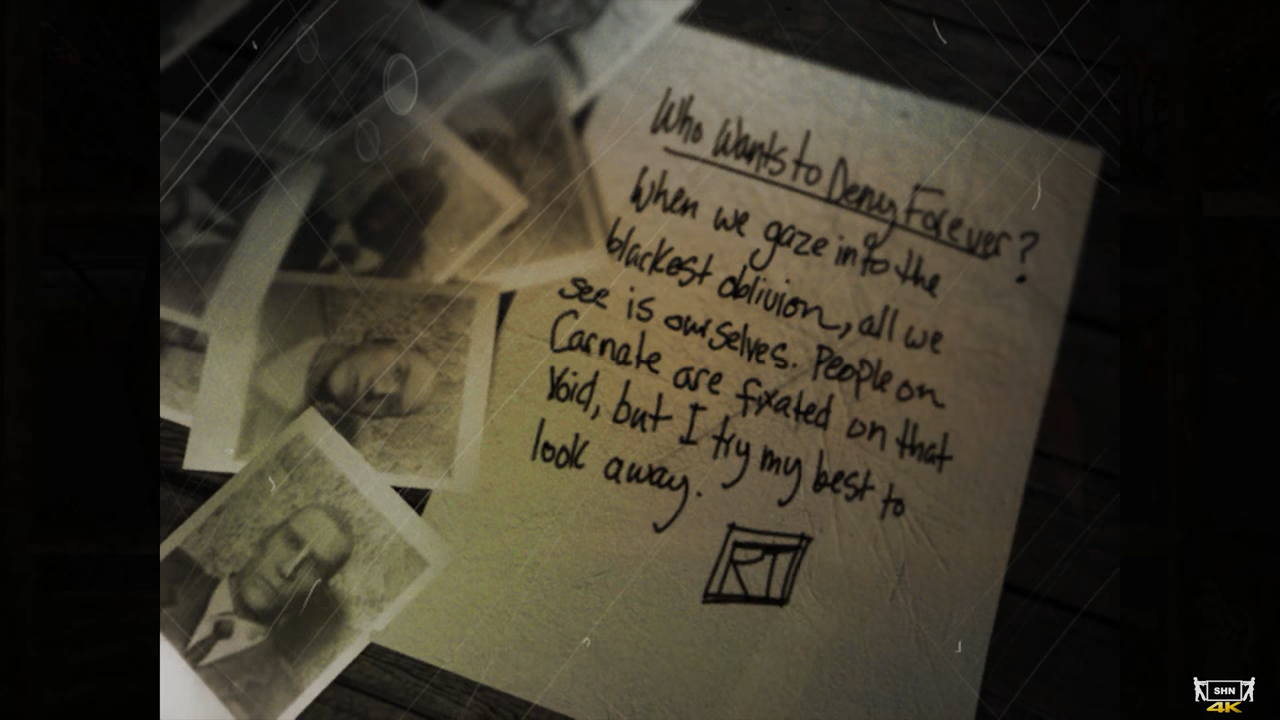 Who Wants to Deny Forever?
When we gaze into the
blackest oblivion, all we
see is ourselves. People on
Carnate are fixated on that
Void, but I try my best to
look away.
RT
SHN
4K